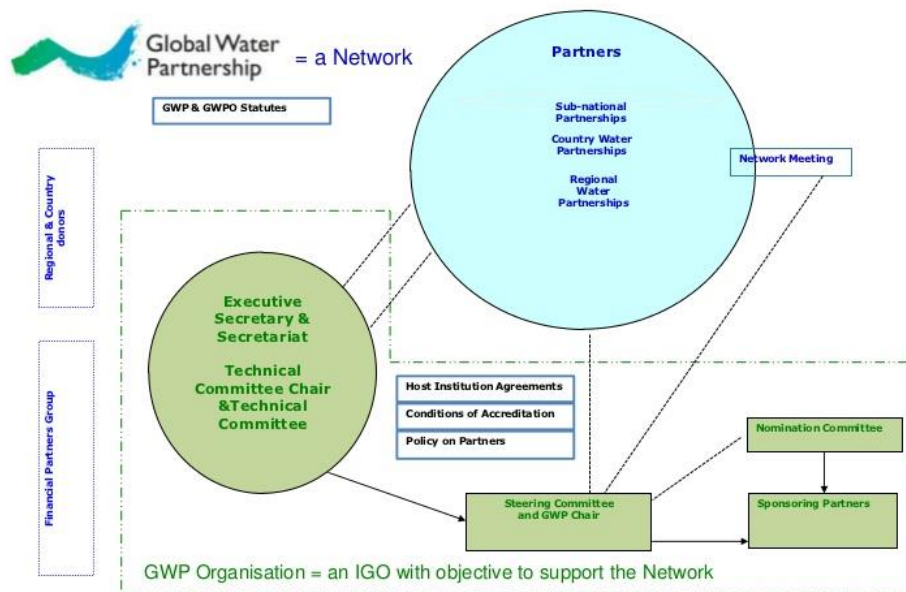 Global Water
Partnership
= a Network
GWP & GWPO Statutes
Partners
Sub-national
Partnerships
Country Water
Partnerships
Regional
Water
Partnerships
Network Meeting
Regional & Country
donors
Executive
Secretary &
Secretariat
Technical
Committee Chair
&Technical
Committee
Financial Partners Group
Host Institution Agreements
Conditions of Accreditation
Policy on Partners
Nomination Committee
Steering Committee
and GWP Chair
Sponsoring Partners
GWP Organisation = an IGO with objective to support the Network